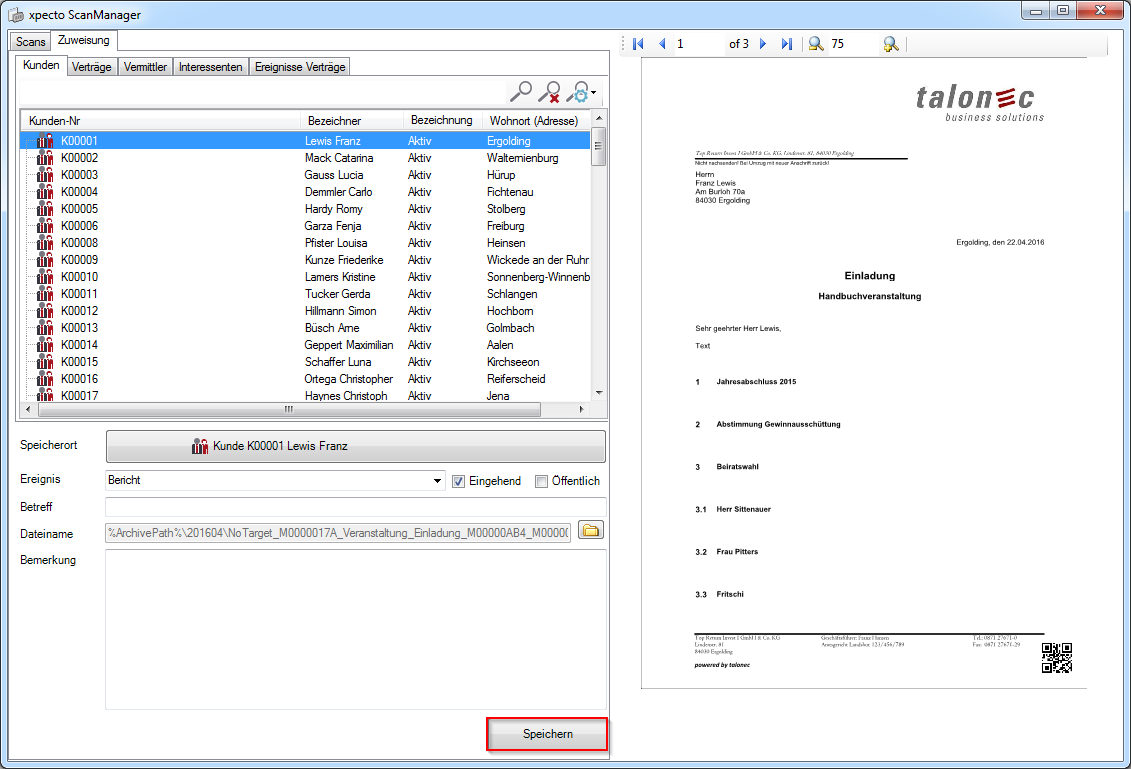 xpecto ScanManager
Scans Zuweisung
Kunden Verträge Vermittler Interessenten Ereignisse Verträge
Kunden-Nr Bezeichner Bezeichnung Wohnort (Adresse)
K00001 Lewis Franz Aktiv Ergolding
K00002 Mack Catarina Aktiv Walternienburg
K00003 Gauss Lucia Aktiv Hürup
K00004 Demmler Carlo Aktiv Fichtenau
K00005 Hardy Romy Aktiv Stolberg
K00006 Garza Fenja Aktiv Freiburg
K00008 Pfister Louisa Aktiv Heinsen
K00009 Kunze Friederike Aktiv Wickede an der Ruhr
K00010 Lamers Kristine Aktiv Sonnenberg-Winnenb
K00011 Tucker Gerda Aktiv Schlangen
K00012 Hillmann Simon Aktiv Hochborn
K00013 Büsch Arne Aktiv Golmbach
K00014 Geppert Maximilian Aktiv Aalen
K00015 Schaffer Luna Aktiv Kirchseeon
K00016 Ortega Christopher Aktiv Reiferscheid
K00017 Haynes Christoph Aktiv Jena
Speicherort Kunde K00001 Lewis Franz
Ereignis Bericht Eingehend Öffentlich
Betreff
Dateiname %ArchivePath%\201604\NoTarget_M0000017A_Veranstaltung_Einladung_M00000AB4_M0000(
Bemerkung
Speichern
1 of 3 75
talonec
business solutions
Top Return Invest I GmbH & Co. KG, Lindenstr. 81, 84030 Ergolding
Nicht nachsenden! Bei Umzug mit neuer Anschrift zurück!
Herrn
Franz Lewis
Am Burloh 70a
84030 Ergolding
Ergolding, den 22.04.2016
Einladung
Handbuchveranstaltung
Sehr geehrter Herr Lewis,
Text
1 Jahresabschluss 2015
2 Abstimmung Gewinnausschüttung
3 Beiratswahl
3.1 Herr Sittenauer
3.2 Frau Pitters
3.3 Fritschi
Top Return Invest I GmbH & Co. KG Geschäftsführer: Franz Hansen Tel.: 0871 27671-0
Lindenstr. 81 Amtsgericht Landshut 123/456/789 Fax: 0871 27671-29
84030 Ergolding
powered by talonec